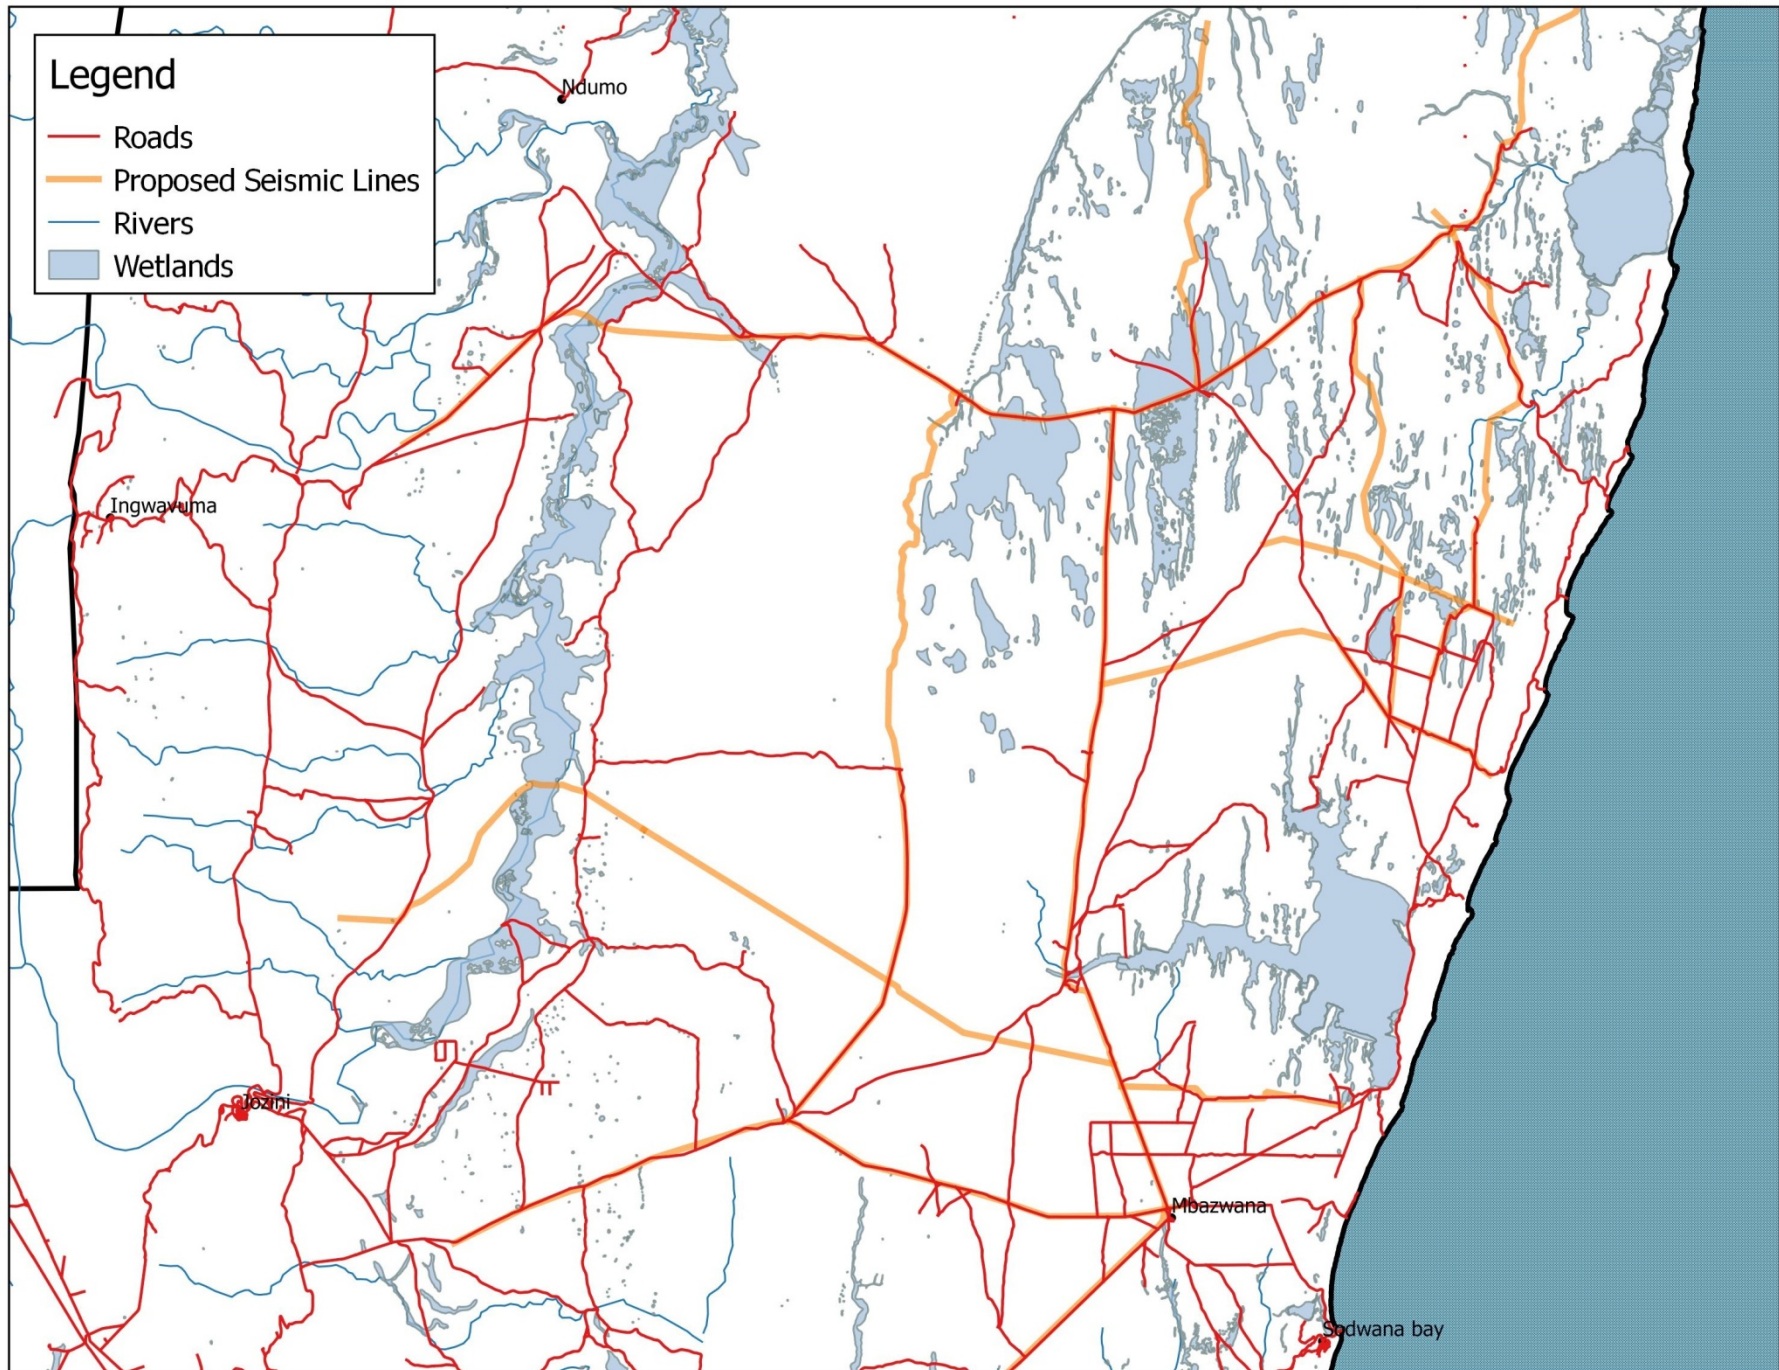 Legend
Roads
Proposed Seismic Lines
Rivers
Wetlands
Ndumo
Ingwavuma
Jozini
Mbazwana
Sodwana bay